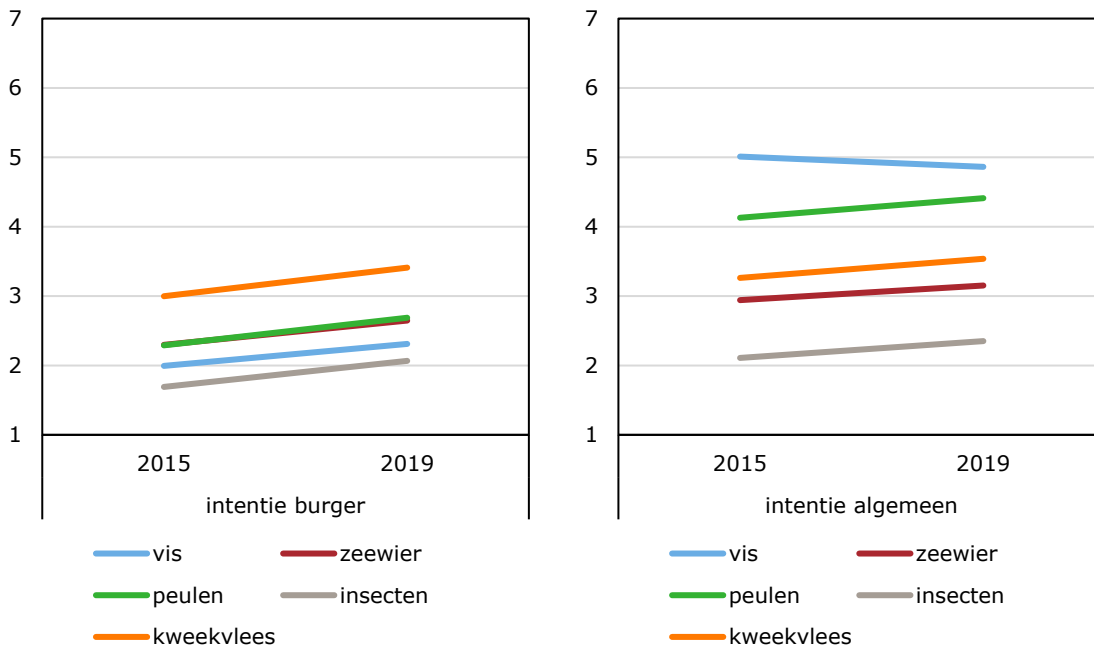 7
6
5
4
3
2
1
2015 2019
intentie burger
vis zeewier
peulen insecten
kweekvlees
7
6
5
4
3
2
1
2015 2019
intentie algemeen
vis zeewier
peulen insecten
kweekvlees